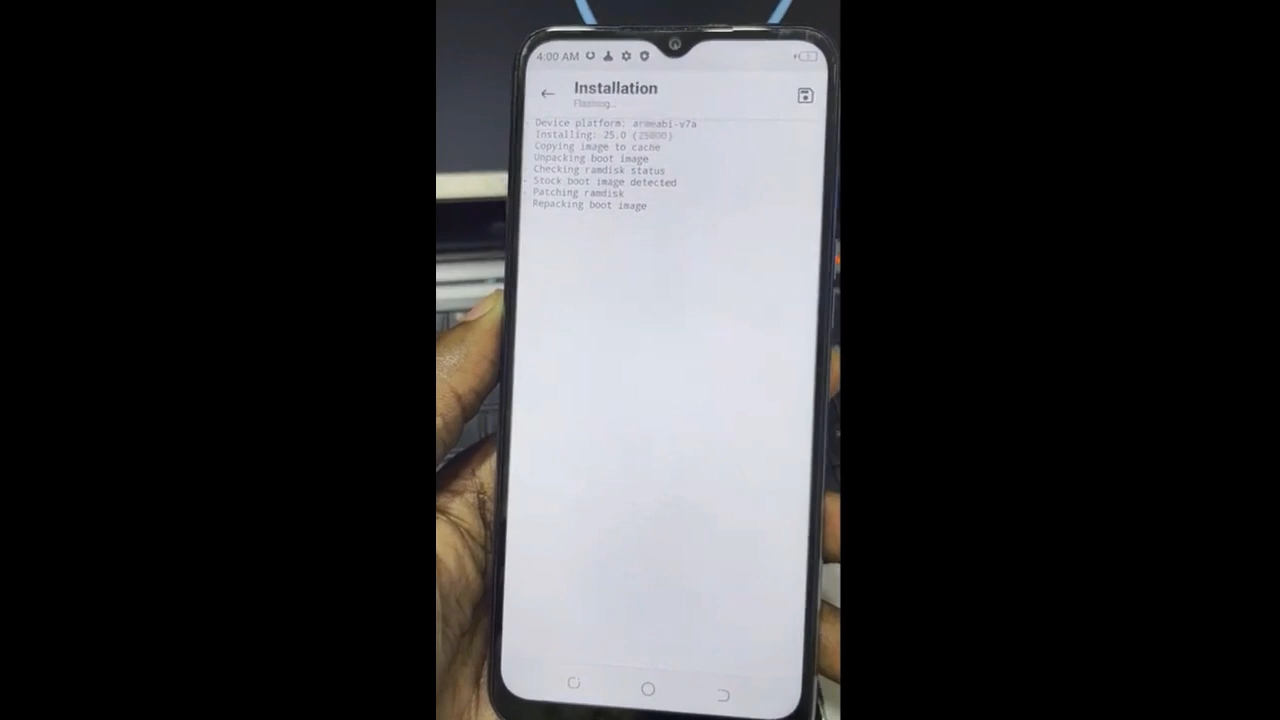 4:00 AM
Installation
Flashing...
- Device platform: armeabi-v7a
Installing: 25.0 (25000)
Copying image to cache
Unpacking boot image
Checking ramdisk status
- Stock boot image detected
- Patching ramdisk
Repacking boot image